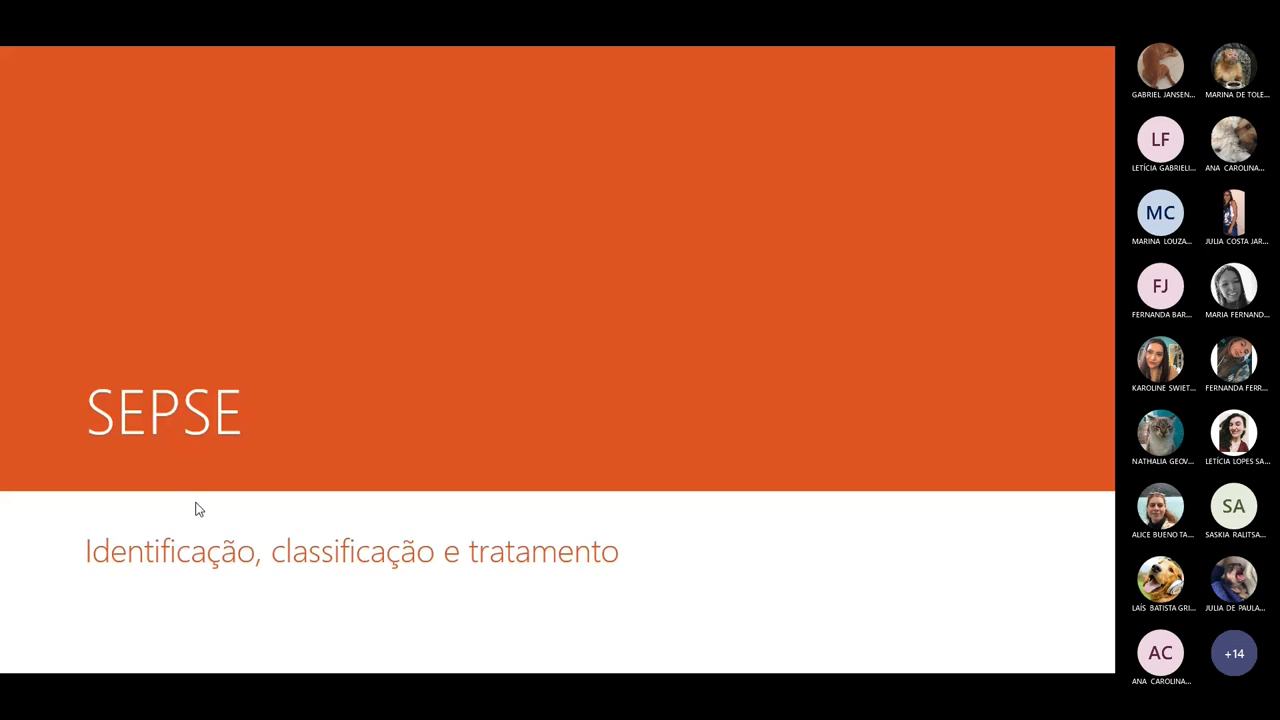 SEPSE
Identificação, classificação e tratamento
GABRIEL JANSEN...
MARINA DE TOLE...
LF
LETÍCIA GABRIELI...
ANA CAROLINA...
MC
MARINA LOUZA...
JULIA COSTA JAR...
FJ
FERNANDA BAR...
MARIA FERNAND...
KAROLINE SWIET...
FERNANDA FERR...
NATHALIA GEOV...
LETÍCIA LOPES SA...
ALICE BUENO TA...
SA
SASKIA RALITSA...
LAÍS BATISTA GRI...
JULIA DE PAULA...
AC
ANA CAROLINA...
+14